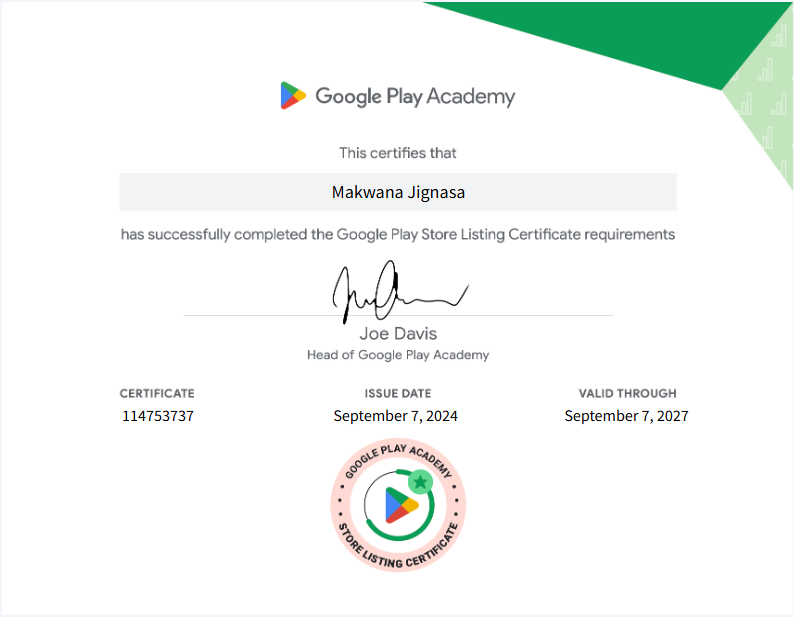 Google Play Academy
This certifies that
Makwana Jignasa
has successfully completed the Google Play Store Listing Certificate requirements
Joe Davis
Head of Google Play Academy
CERTIFICATE
114753737
ISSUE DATE
September 7, 2024
VALID THROUGH
September 7, 2027
GOOGLE PLAY ACADEMY
STORE LISTING CERTIFICATE